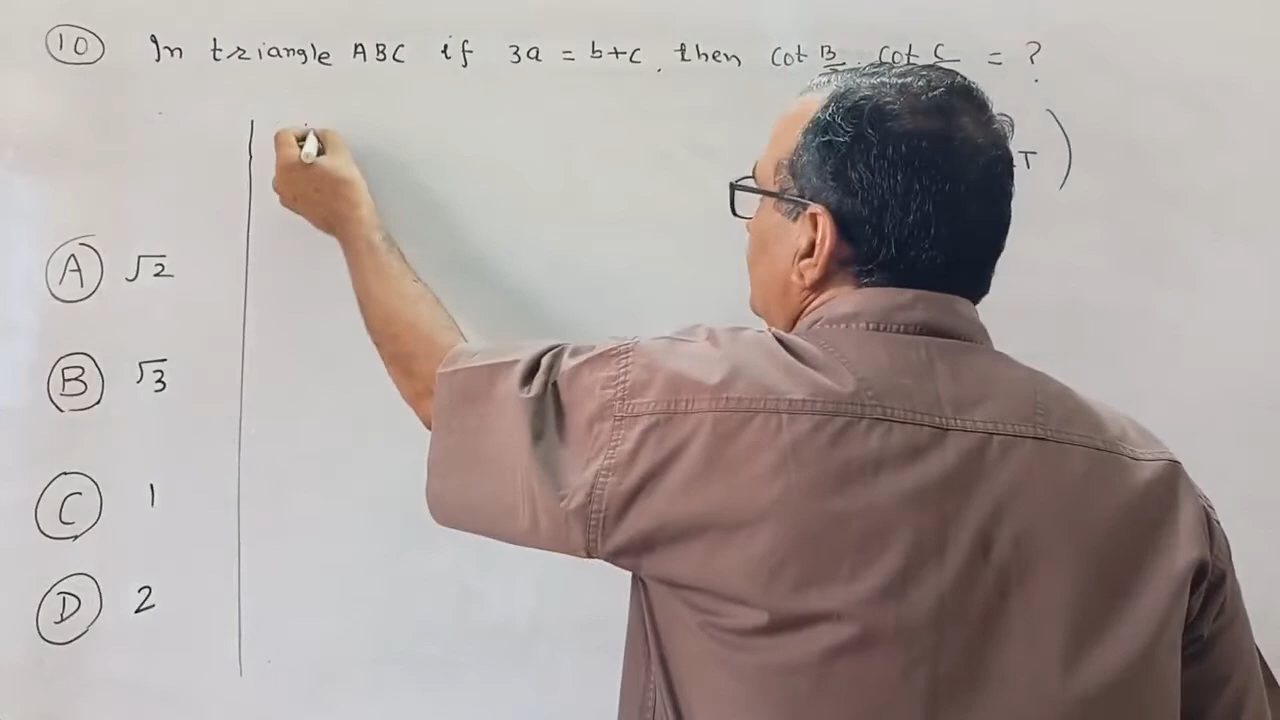 10 In triangle ABC if 3a = b+c, then cot B . cot C = ?
T )
A √2
B √3
C 1
D 2